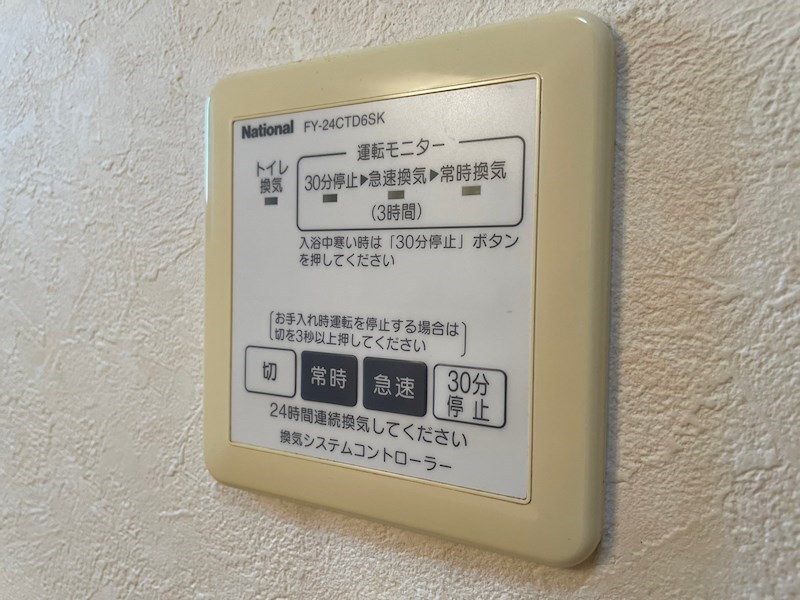 National FY-24CTD6SK
運転モニター
トイレ
換気
30分停止▶急速換気▶常時換気
(3時間)
入浴中寒い時は「30分停止」ボタン
を押してください
お手入れ時運転を停止する場合は
切を3秒以上押してください
切 常時 急速 30分
停止
24時間連続換気してください
換気システムコントローラー